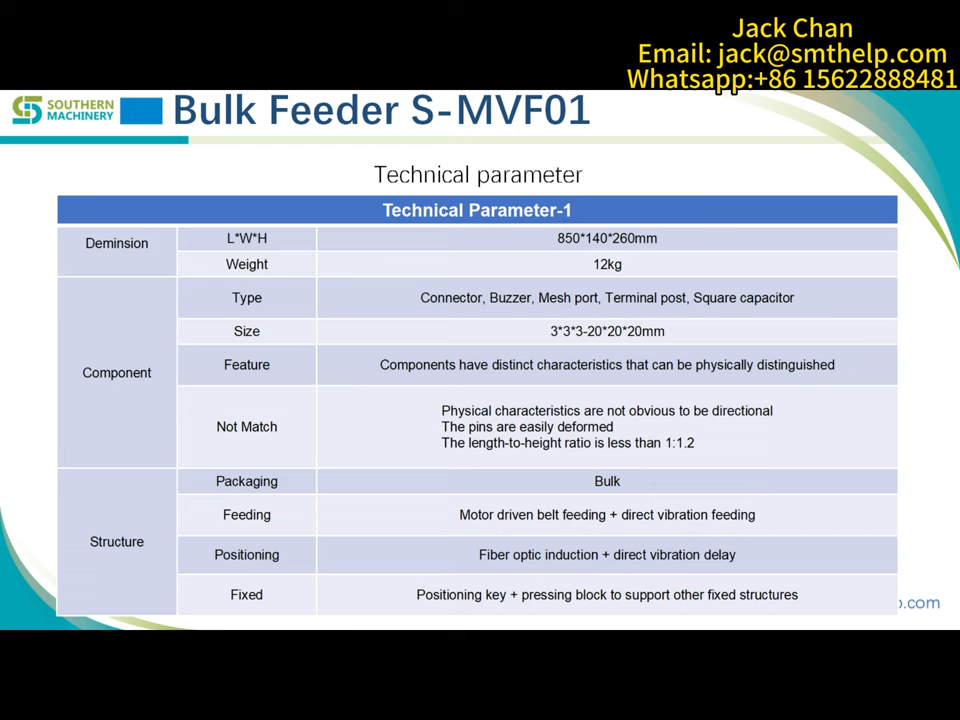 Jack Chan
Email: jack@smthelp.com
Whatsapp:+86 15622888481
SOUTHERN
MACHINERY
Bulk Feeder S-MVF01
Technical parameter
Technical Parameter-1
Deminsion
L*W*H
850*140*260mm
Weight
12kg
Component
Type
Connector, Buzzer, Mesh port, Terminal post, Square capacitor
Size
3*3*3-20*20*20mm
Feature
Components have distinct characteristics that can be physically distinguished
Not Match
Physical characteristics are not obvious to be directional
The pins are easily deformed
The length-to-height ratio is less than 1:1.2
Structure
Packaging
Bulk
Feeding
Motor driven belt feeding + direct vibration feeding
Positioning
Fiber optic induction + direct vibration delay
Fixed
Positioning key + pressing block to support other fixed structures
.com